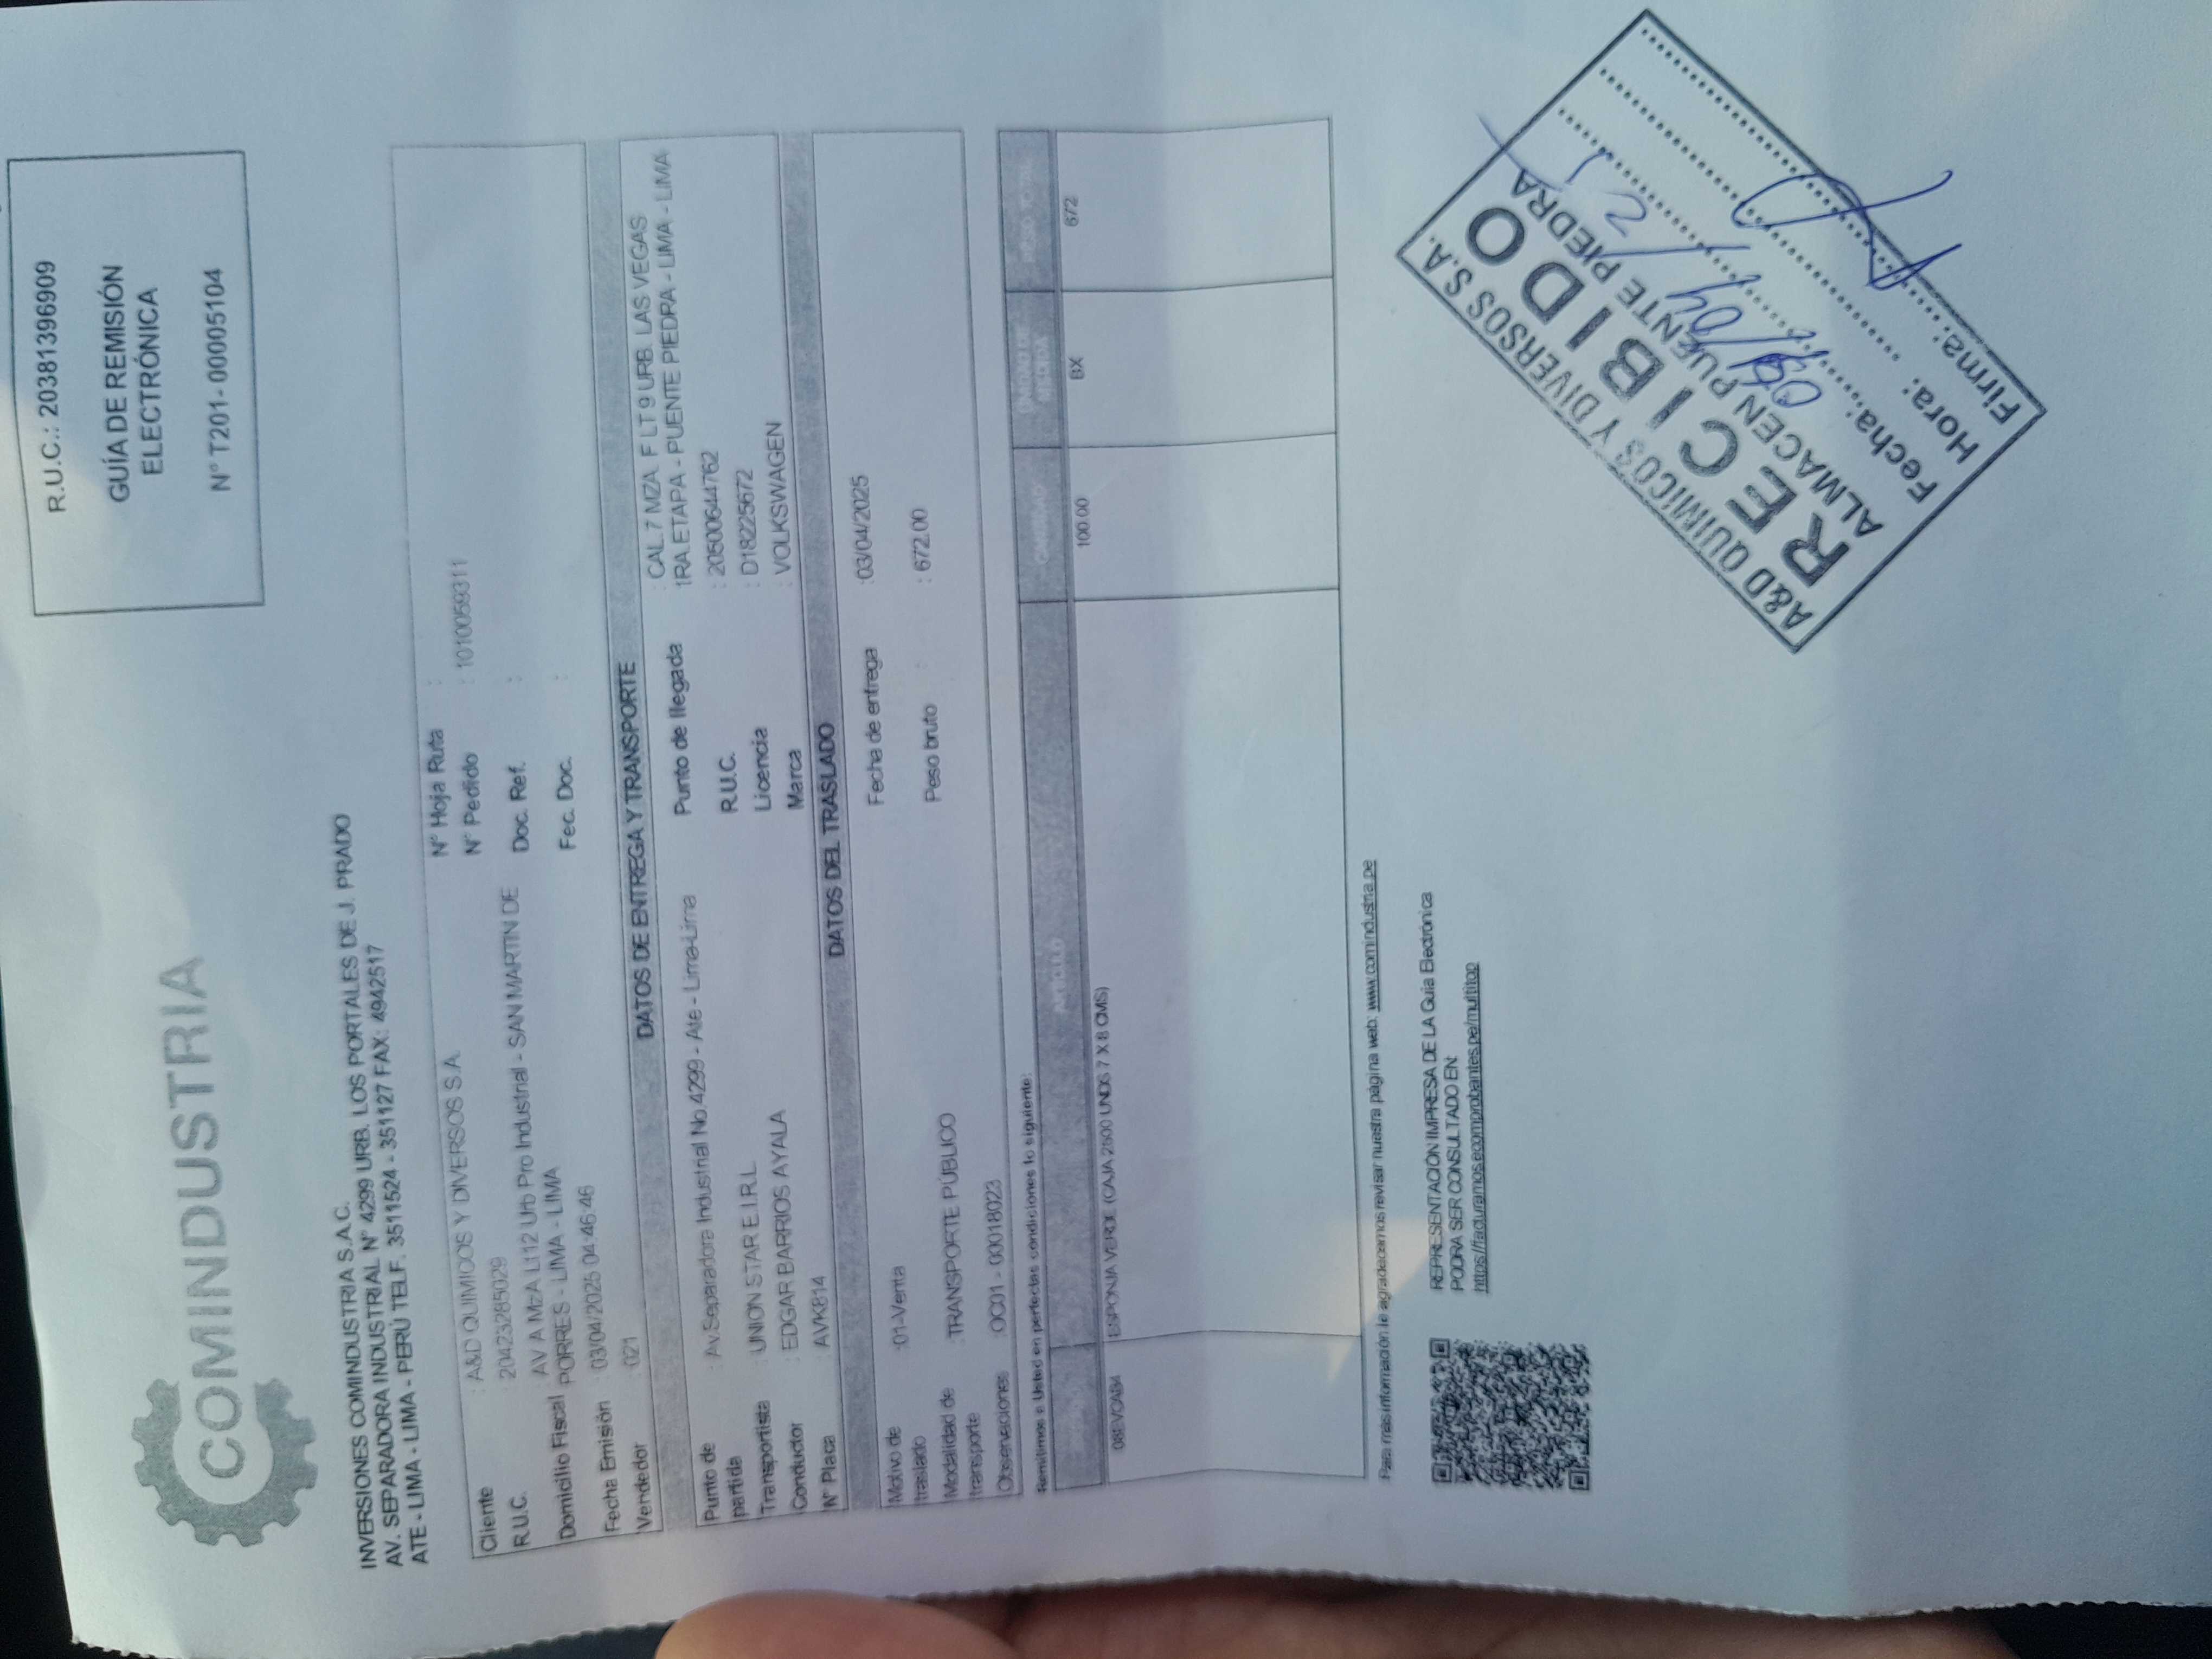 COMINDUSTRIA
R.U.C.: 20381396909
GUÍA DE REMISIÓN
ELECTRÓNICA
N° T201- 00005104
INVERSIONES COMINDUSTRIA S.A.C.
AV. SEPARADORA INDUSTRIAL N° 4299 URB. LOS PORTALES DE J. PRADO
ATE - LIMA - PERÚ TELF. 3511524 - 351127 FAX: 4942517
Cliente : A&D QUIMICOS Y DIVERSOS S.A. N° Hoja Ruta :
R.U.C. : 20423285029 N° Pedido : 1010059311
Domicilio Fiscal : AV A MzA Lt12 Urb Pro Industrial - SAN MARTIN DE PORRES - LIMA - LIMA Doc. Ref. :
Fecha Emisión : 03/04/2025 04:46:46 Fec. Doc. :
Vendedor : 021
DATOS DE ENTREGA Y TRANSPORTE
Punto de partida : Av.Separadora Industrial No.4299 - Ate - Lima-Lima Punto de llegada : CAL.7 MZA. F LT 9 URB. LAS VEGAS
1RA ETAPA - PUENTE PIEDRA - LIMA - LIMA
Transportista : UNION STAR E.I.R.L. R.U.C. : 20500644762
Conductor : EDGAR BARRIOS AYALA Licencia : D18225672
N° Placa : AVK814 Marca : VOLKSWAGEN
DATOS DEL TRASLADO
Motivo de traslado : 01-Venta Fecha de entrega : 03/04/2025
Modalidad de transporte : TRANSPORTE PÚBLICO Peso bruto : 672.00
Observaciones : OC01 - 00018023
Remitimos a Usted en perfectas condiciones lo siguiente:
ESPONJA VERDE (CAJA 2500 UNDS 7 X 8 CMS) 100.00 BX 672
Para más información le agradecemos revisar nuestra página web: www.comindustria.pe
REPRESENTACIÓN IMPRESA DE LA Guía Electrónica
PODRA SER CONSULTADO EN:
https://facturamos.ecomprobantes.pe/multitop
A&D QUIMICOS Y DIVERSOS S.A.
RECIBIDO
ALMACEN PUENTE PIEDRA
Fecha:
Hora:
Firma: